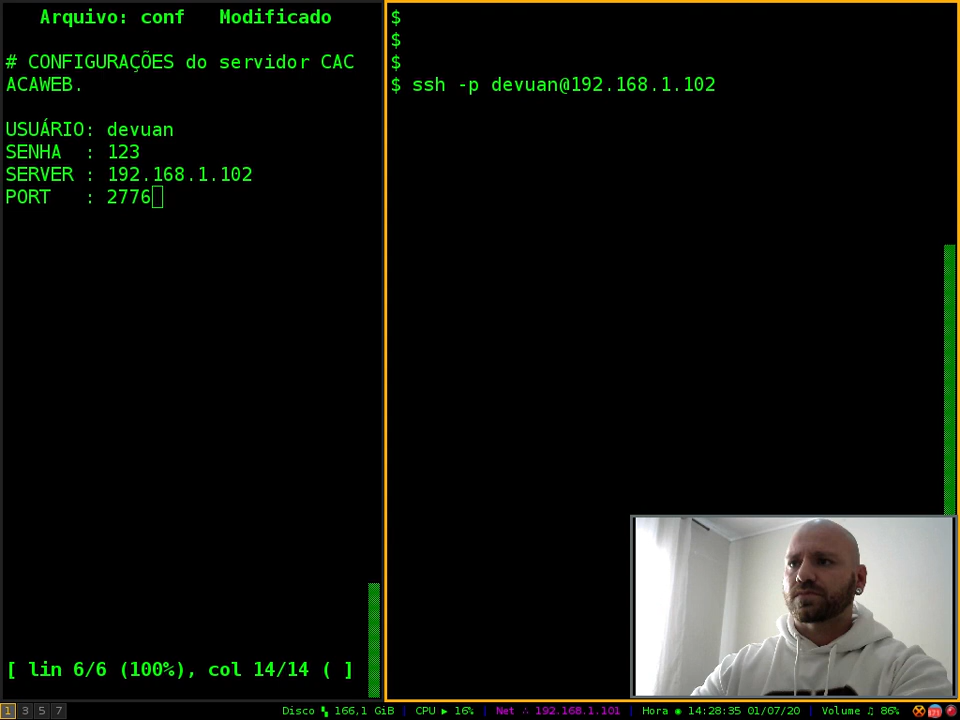 Arquivo: conf   Modificado
# CONFIGURAÇÕES do servidor CAC
ACAWEB.
USUÁRIO: devuan
SENHA  : 123
SERVER : 192.168.1.102
PORT   : 2776
[ lin 6/6 (100%), col 14/14 ( ]
$
$
$
$ ssh -p devuan@192.168.1.102
1 3 5 7
Disco 166,1 GiB | CPU ▶ 16% | Net ∴ 192.168.1.101 | Hora ◉ 14:28:35 01/07/20 | Volume ♫ 86%